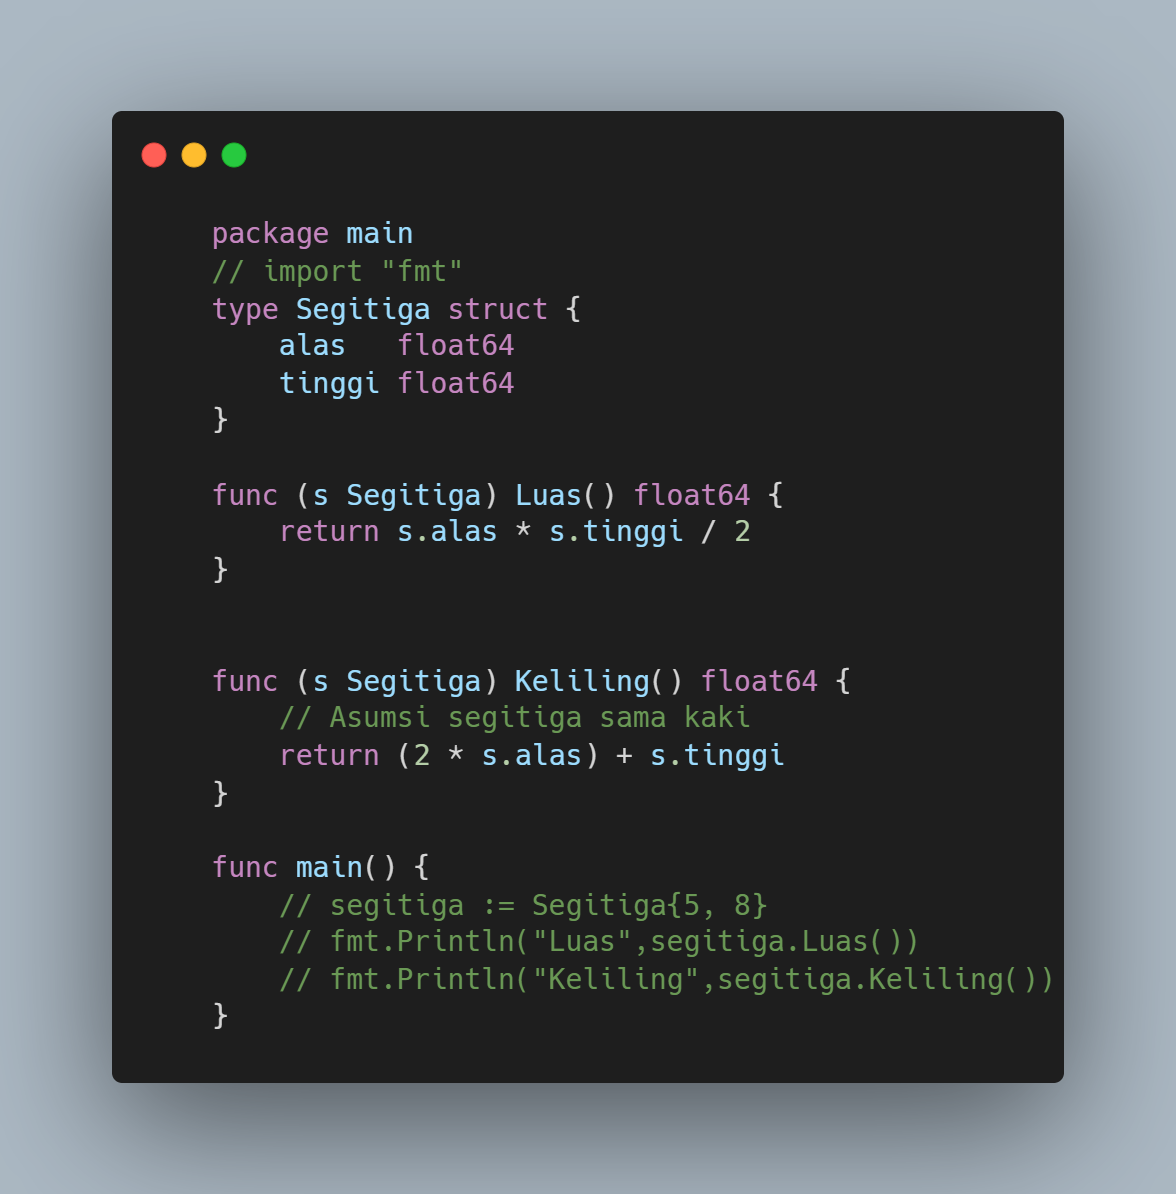 package main
// import "fmt"
type Segitiga struct {
    alas   float64
    tinggi float64
}

func (s Segitiga) Luas() float64 {
    return s.alas * s.tinggi / 2
}


func (s Segitiga) Keliling() float64 {
    // Asumsi segitiga sama kaki
    return (2 * s.alas) + s.tinggi
}

func main() {
    // segitiga := Segitiga{5, 8}
    // fmt.Println("Luas",segitiga.Luas())
    // fmt.Println("Keliling",segitiga.Keliling())
}